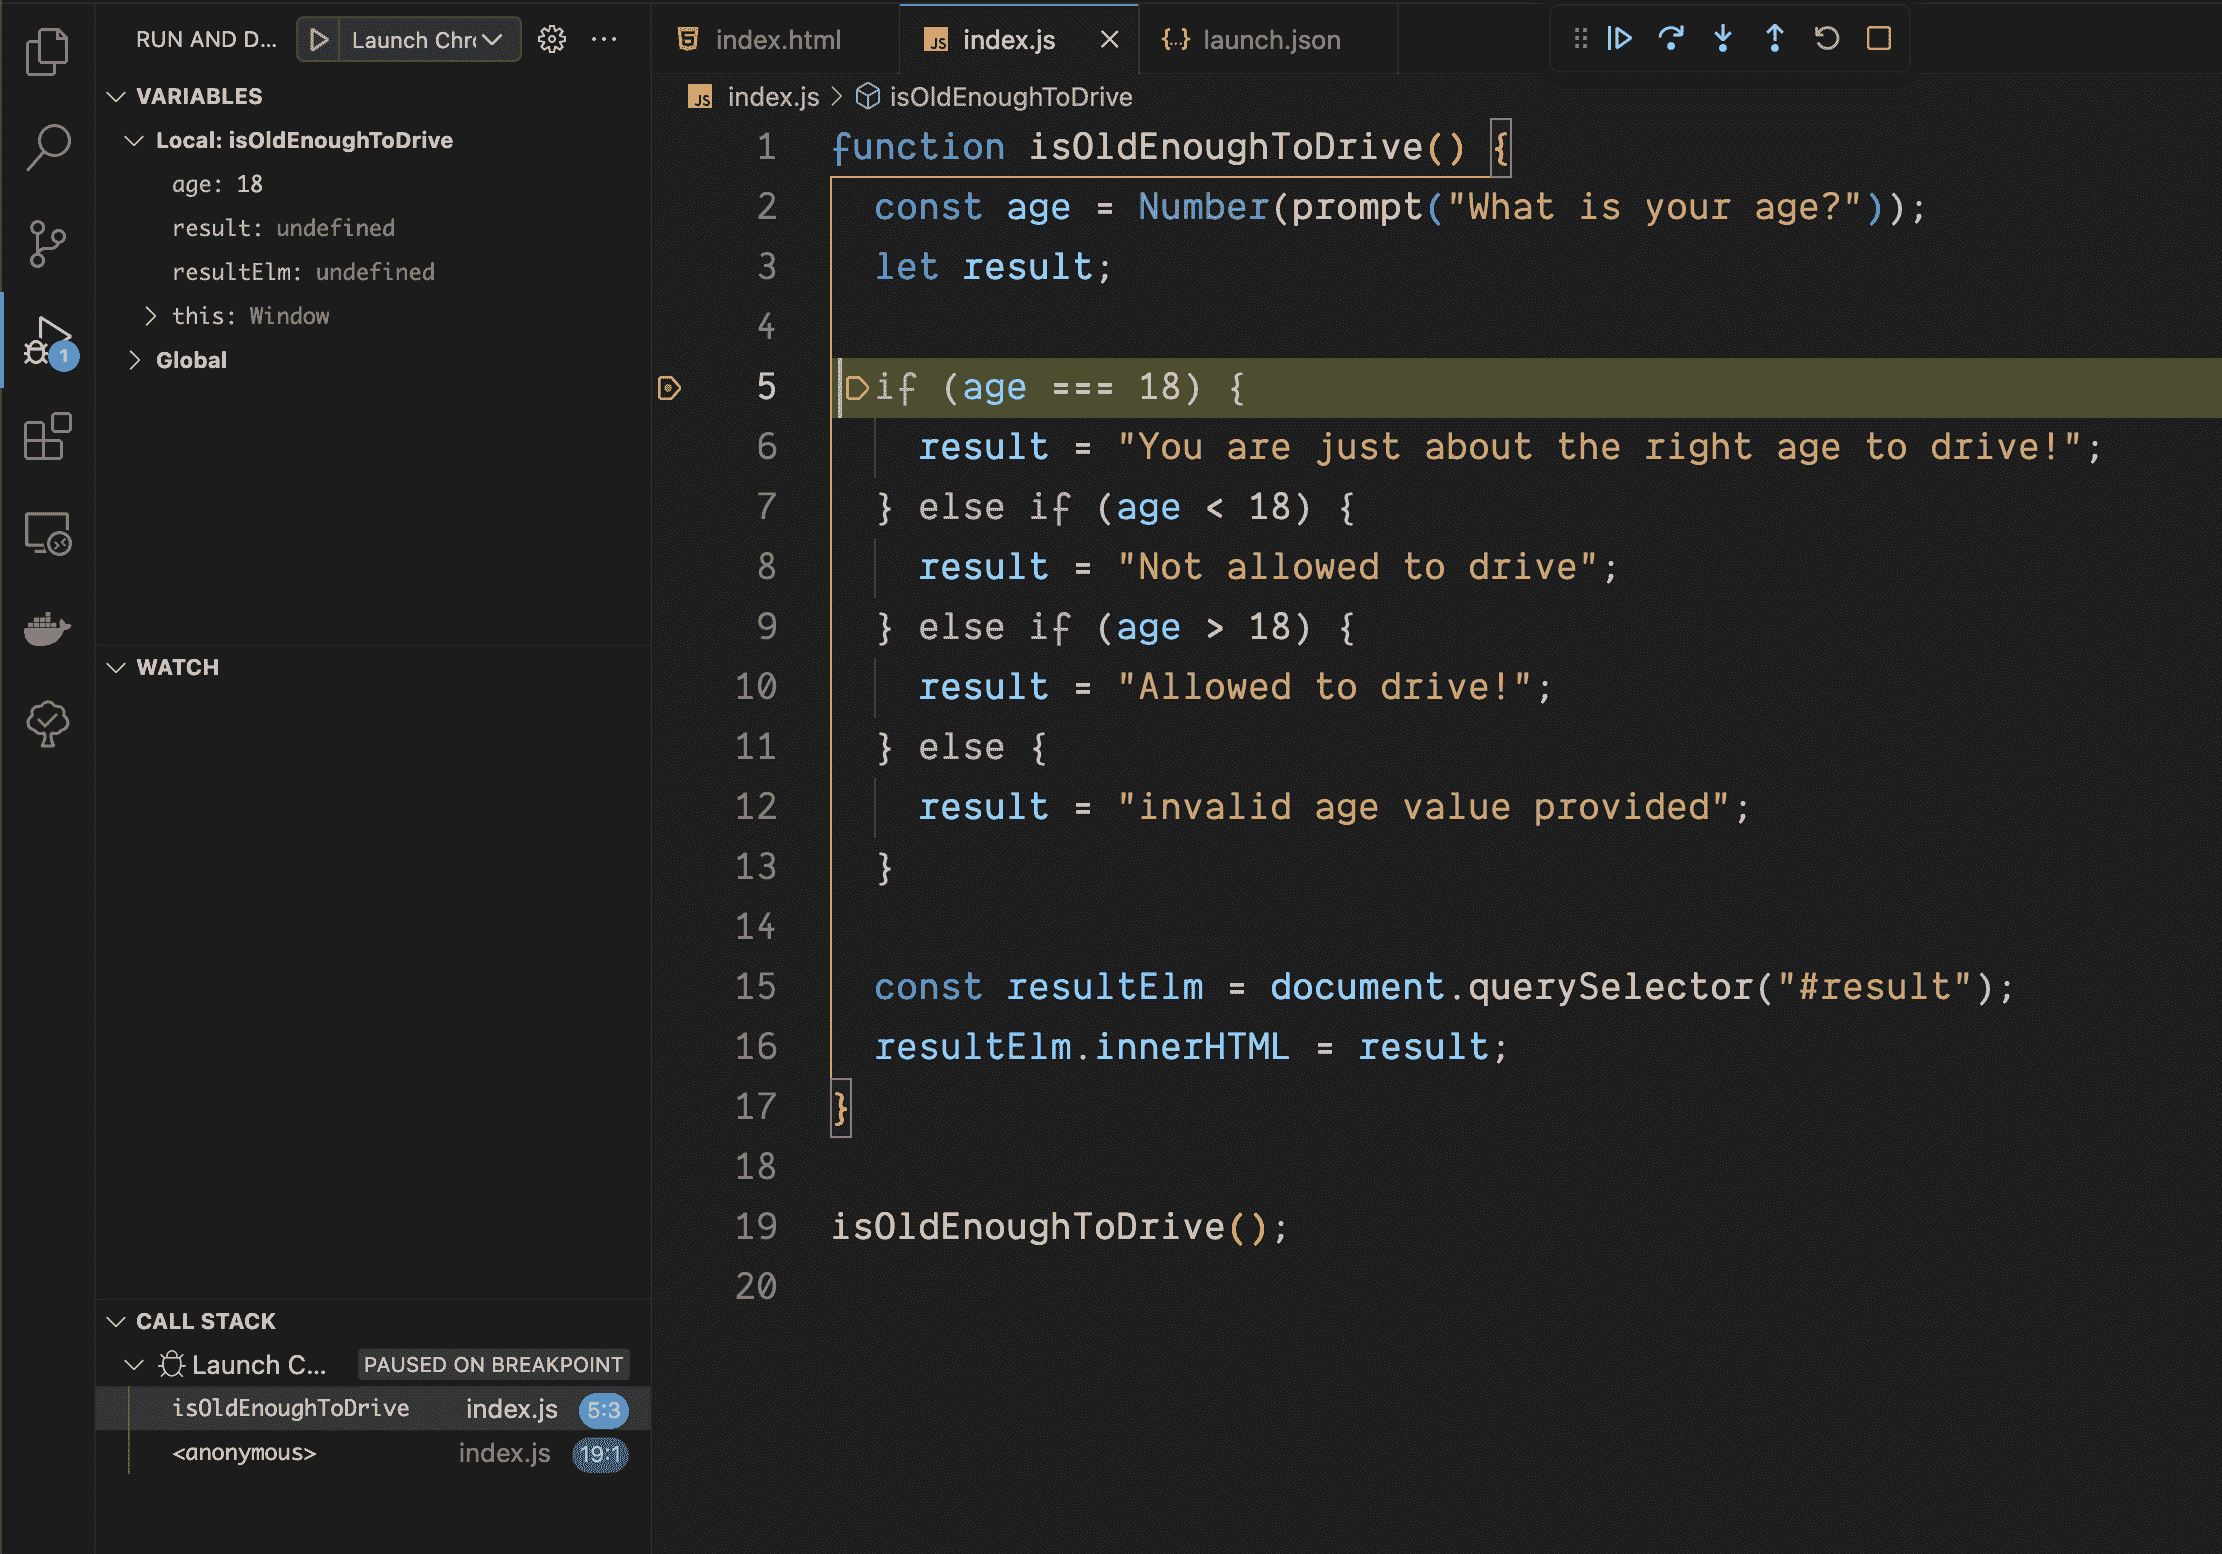 RUN AND D... Launch Chr
VARIABLES
Local: isOldEnoughToDrive
age: 18
result: undefined
resultElm: undefined
this: Window
Global
1
WATCH
CALL STACK
Launch C... PAUSED ON BREAKPOINT
isOldEnoughToDrive index.js 5:3
<anonymous> index.js 19:1
index.html JS index.js {..} launch.json
JS index.js > isOldEnoughToDrive
1 function isOldEnoughToDrive() {
2 const age = Number(prompt("What is your age?"));
3 let result;
4
5 if (age === 18) {
6 result = "You are just about the right age to drive!";
7 } else if (age < 18) {
8 result = "Not allowed to drive";
9 } else if (age > 18) {
10 result = "Allowed to drive!";
11 } else {
12 result = "invalid age value provided";
13 }
14
15 const resultElm = document.querySelector("#result");
16 resultElm.innerHTML = result;
17 }
18
19 isOldEnoughToDrive();
20